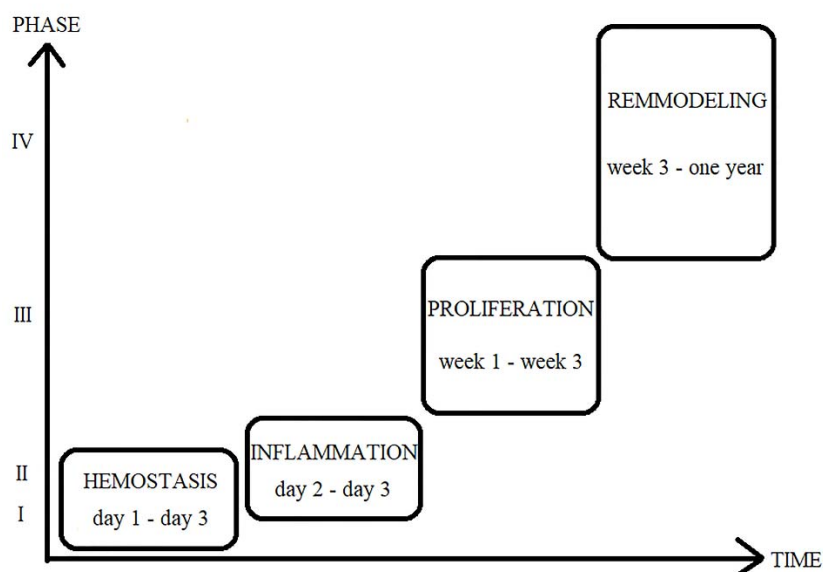 PHASE
REMMODELING
IV
week 3 - one year
III
PROLIFERATION
week 1 - week 3
INFLAMMATION
II
HEMOSTASIS
day 2 - day 3
I
day 1 - day 3
TIME